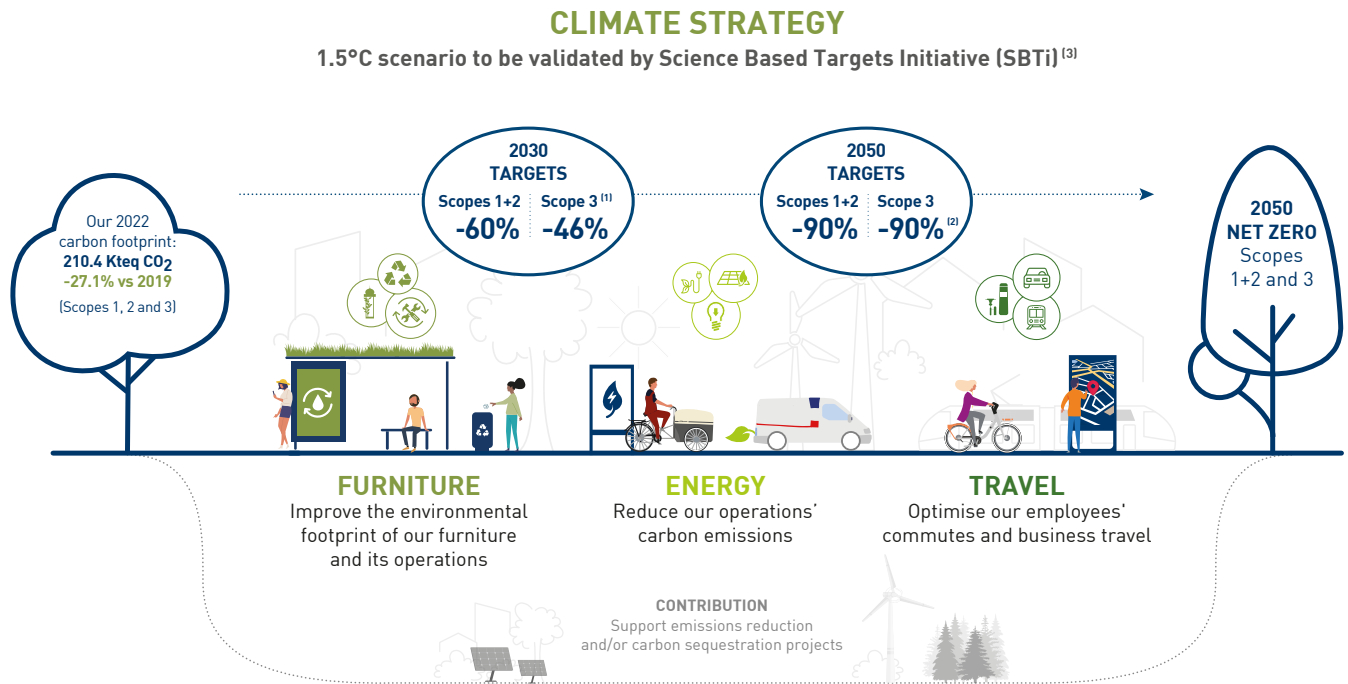 CLIMATE STRATEGY
1.5°C scenario to be validated by Science Based Targets Initiative (SBTi) (3)
Our 2022
carbon footprint:
210.4 Kteq CO2
-27.1% vs 2019
(Scopes 1, 2 and 3)
2030
TARGETS
Scopes 1+2
-60%
Scope 3 (1)
-46%
2050
TARGETS
Scopes 1+2
-90%
Scope 3
-90% (2)
2050
NET ZERO
Scopes
1+2 and 3
FURNITURE
Improve the environmental
footprint of our furniture
and its operations
ENERGY
Reduce our operations’
carbon emissions
TRAVEL
Optimise our employees'
commutes and business travel
CONTRIBUTION
Support emissions reduction
and/or carbon sequestration projects